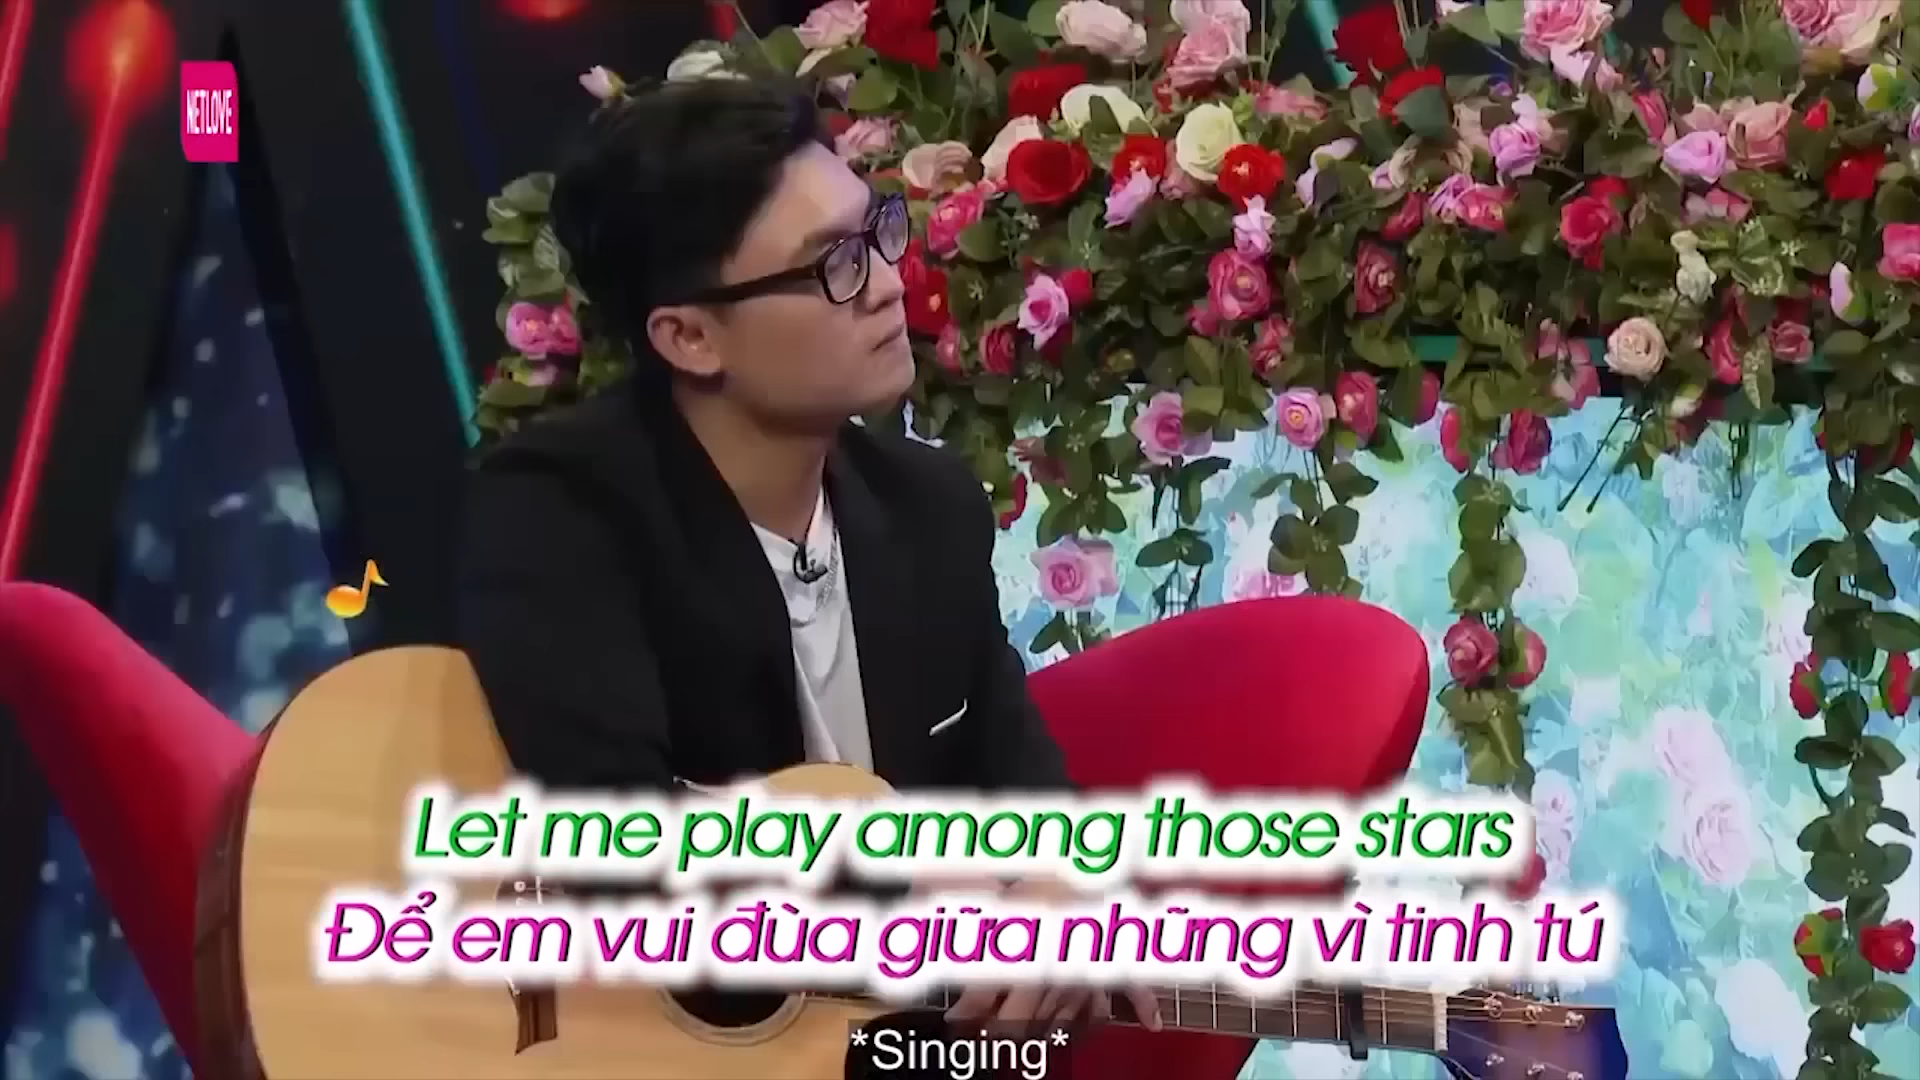 NETLOVE
Let me play among those stars
Để em vui đùa giữa những vì tinh tú
*Singing*